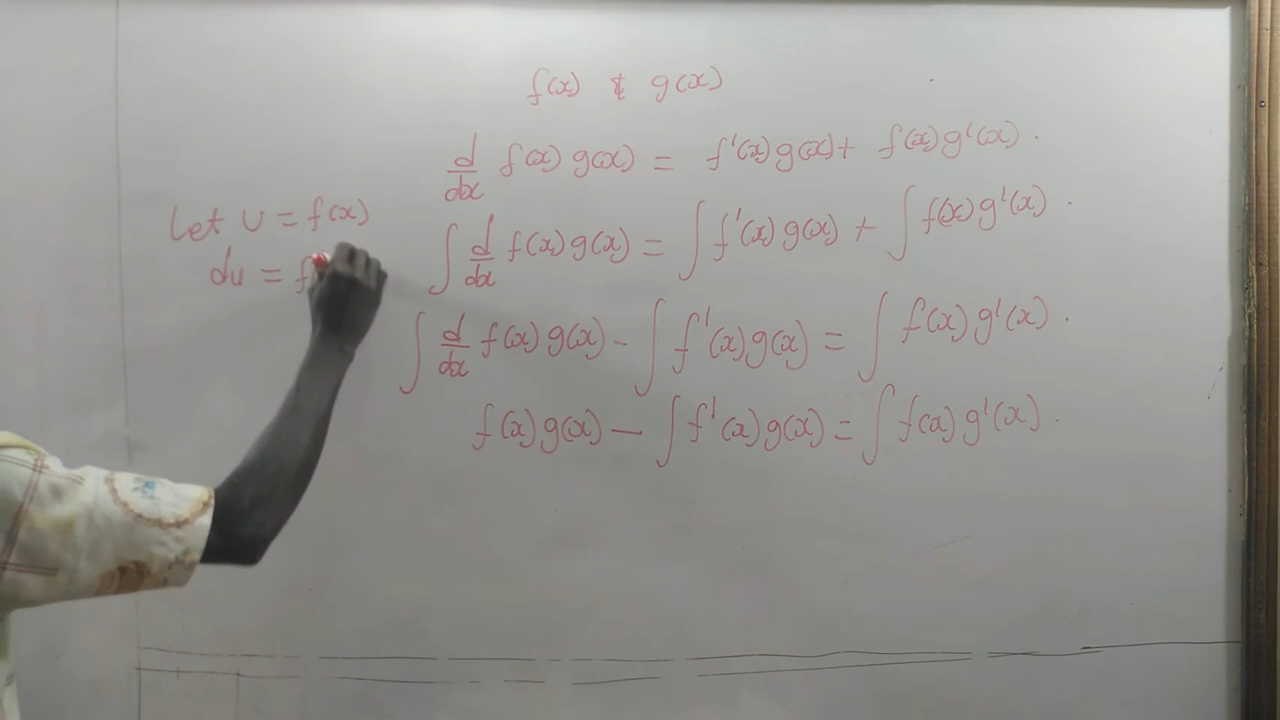 f(x) & g(x)
d/dx f(x) g(x) = f'(x) g(x) + f(x) g'(x) .
∫ d/dx f(x) g(x) = ∫ f'(x) g(x) + ∫ f(x) g'(x) .
∫ d/dx f(x) g(x) - ∫ f'(x) g(x) = ∫ f(x) g'(x) .
f(x) g(x) — ∫ f'(x) g(x) = ∫ f(x) g'(x) .
Let U = f(x)
du = f